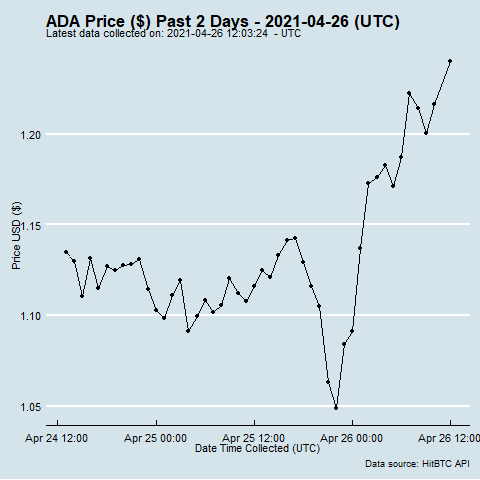 ADA Price ($) Past 2 Days - 2021-04-26 (UTC)
Latest data collected on: 2021-04-26 12:03:24  - UTC
Price USD ($)
1.20
1.15
1.10
1.05
Apr 24 12:00
Apr 25 00:00
Apr 25 12:00
Apr 26 00:00
Apr 26 12:00
Date Time Collected (UTC)
Data source: HitBTC API